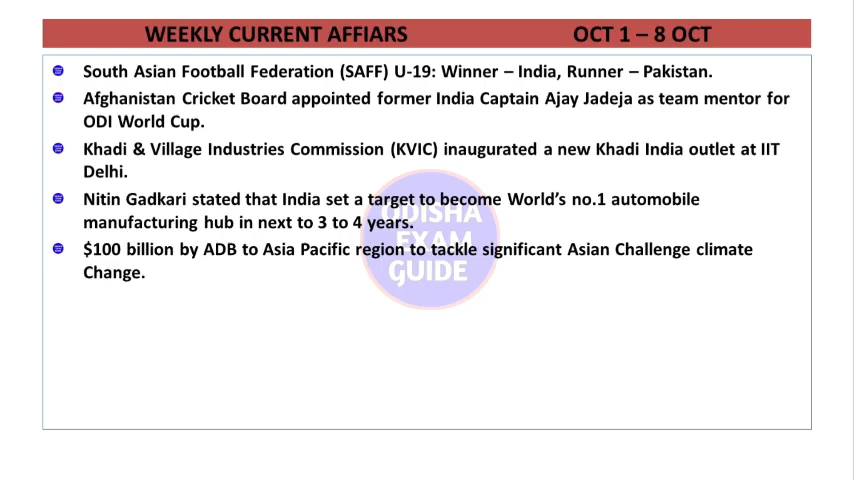 WEEKLY CURRENT AFFIARS OCT 1 – 8 OCT
South Asian Football Federation (SAFF) U-19: Winner – India, Runner – Pakistan.
Afghanistan Cricket Board appointed former India Captain Ajay Jadeja as team mentor for
ODI World Cup.
Khadi & Village Industries Commission (KVIC) inaugurated a new Khadi India outlet at IIT
Delhi.
Nitin Gadkari stated that India set a target to become World's no.1 automobile
manufacturing hub in next to 3 to 4 years.
$100 billion by ADB to Asia Pacific region to tackle significant Asian Challenge climate
Change.
ODISHA
EXAM
GUIDE